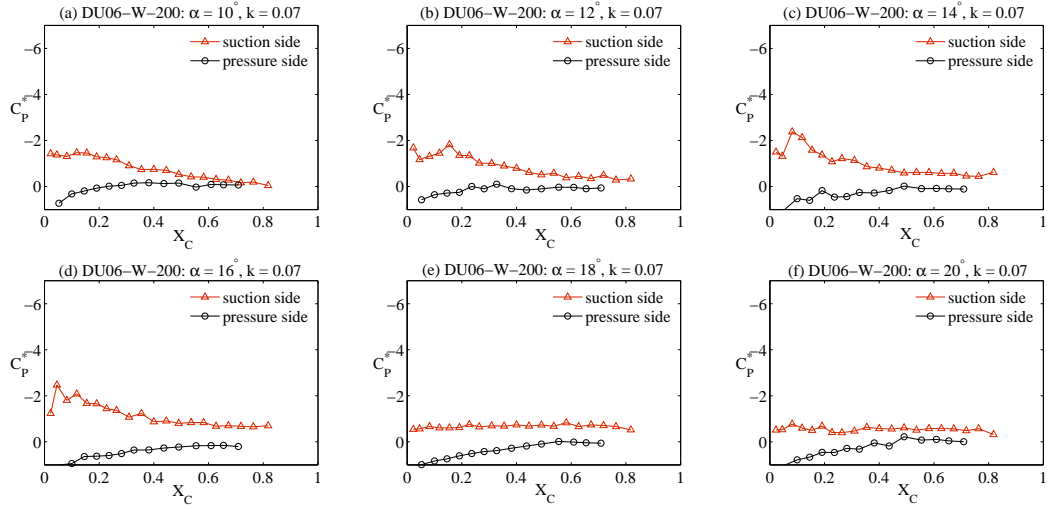 (a) DU06−W−200: α = 10°, k = 0.07
−6
−4
−2
0
C*P
0
0.2
0.4
0.6
0.8
1
XC
suction side
pressure side
(b) DU06−W−200: α = 12°, k = 0.07
−6
−4
−2
0
C*P
0
0.2
0.4
0.6
0.8
1
XC
suction side
pressure side
(c) DU06−W−200: α = 14°, k = 0.07
−6
−4
−2
0
C*P
0
0.2
0.4
0.6
0.8
1
XC
suction side
pressure side
(d) DU06−W−200: α = 16°, k = 0.07
−6
−4
−2
0
C*P
0
0.2
0.4
0.6
0.8
1
XC
suction side
pressure side
(e) DU06−W−200: α = 18°, k = 0.07
−6
−4
−2
0
C*P
0
0.2
0.4
0.6
0.8
1
XC
suction side
pressure side
(f) DU06−W−200: α = 20°, k = 0.07
−6
−4
−2
0
C*P
0
0.2
0.4
0.6
0.8
1
XC
suction side
pressure side